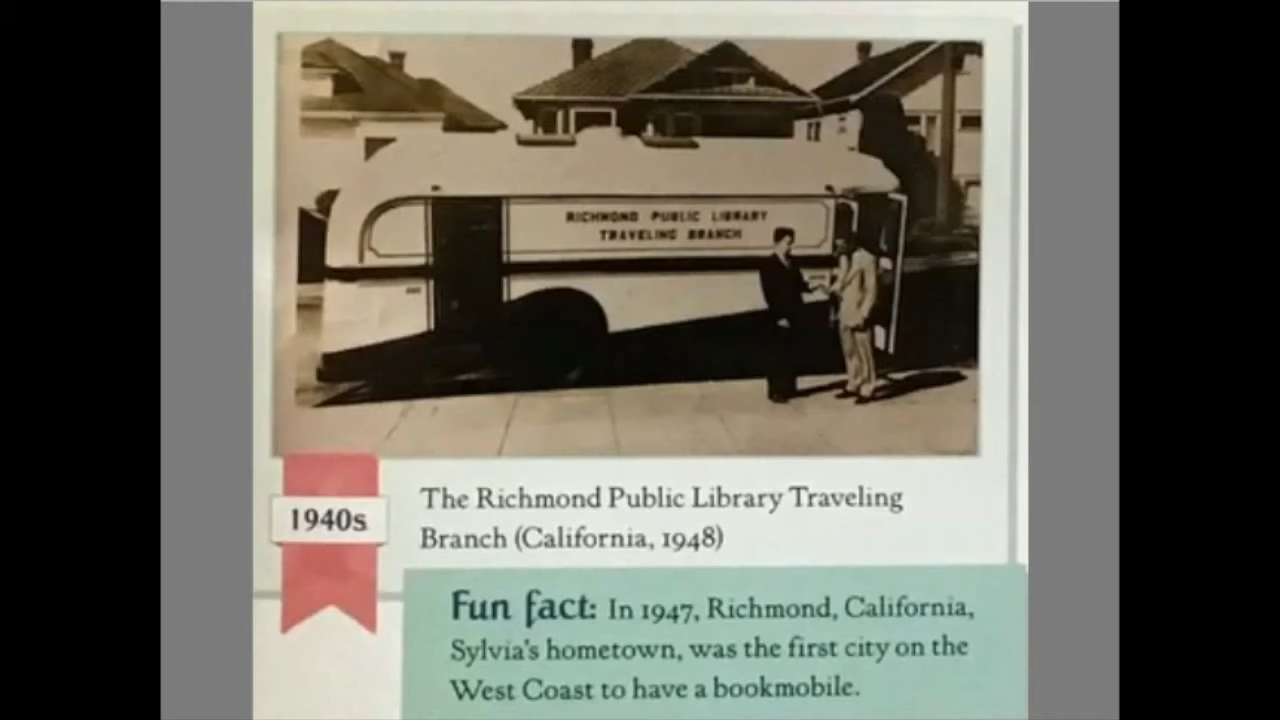 RICHMOND PUBLIC LIBRARY
TRAVELING BRANCH
1940s
The Richmond Public Library Traveling
Branch (California, 1948)
Fun fact: In 1947, Richmond, California,
Sylvia's hometown, was the first city on the
West Coast to have a bookmobile.